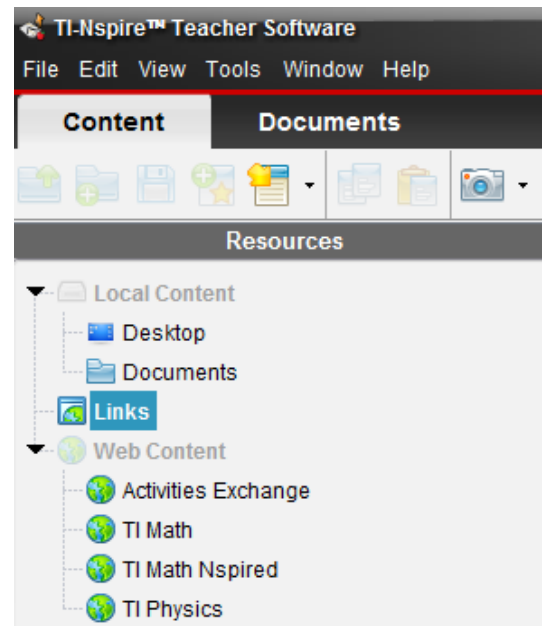 TI-Nspire™ Teacher Software
File Edit View Tools Window Help
Content Documents
Resources
Local Content
Desktop
Documents
Links
Web Content
Activities Exchange
TI Math
TI Math Nspired
TI Physics